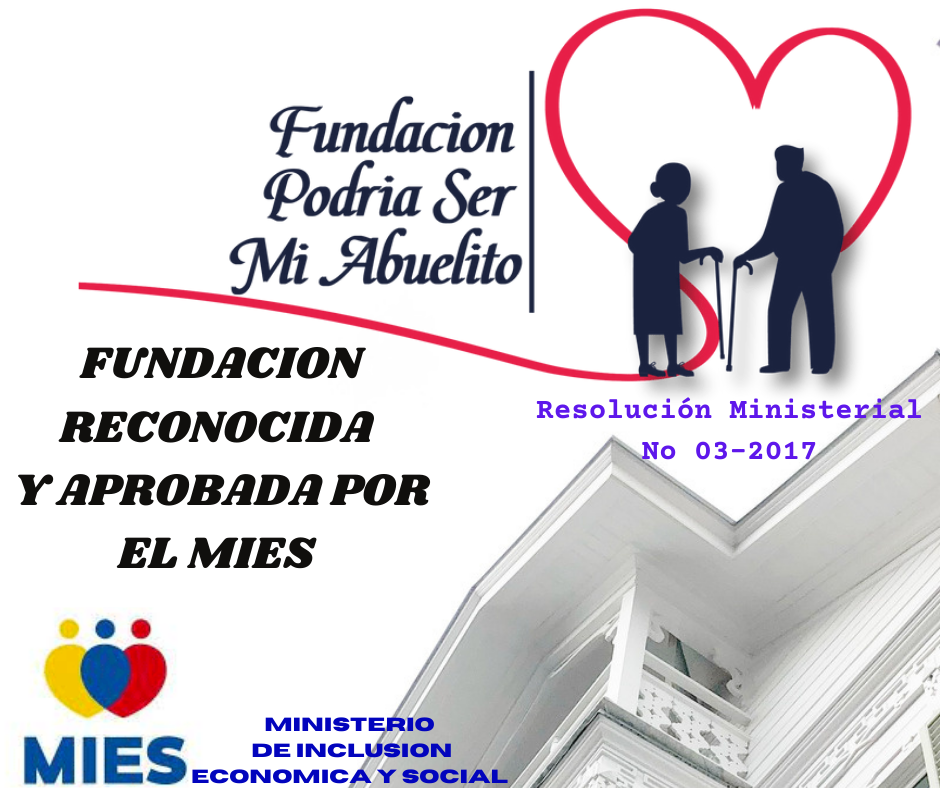 Fundacion
Podria Ser
Mi Abuelito
FUNDACION
RECONOCIDA
Y APROBADA POR
EL MIES
Resolución Ministerial
No 03-2017
MIES
MINISTERIO
DE INCLUSION
ECONOMICA Y SOCIAL